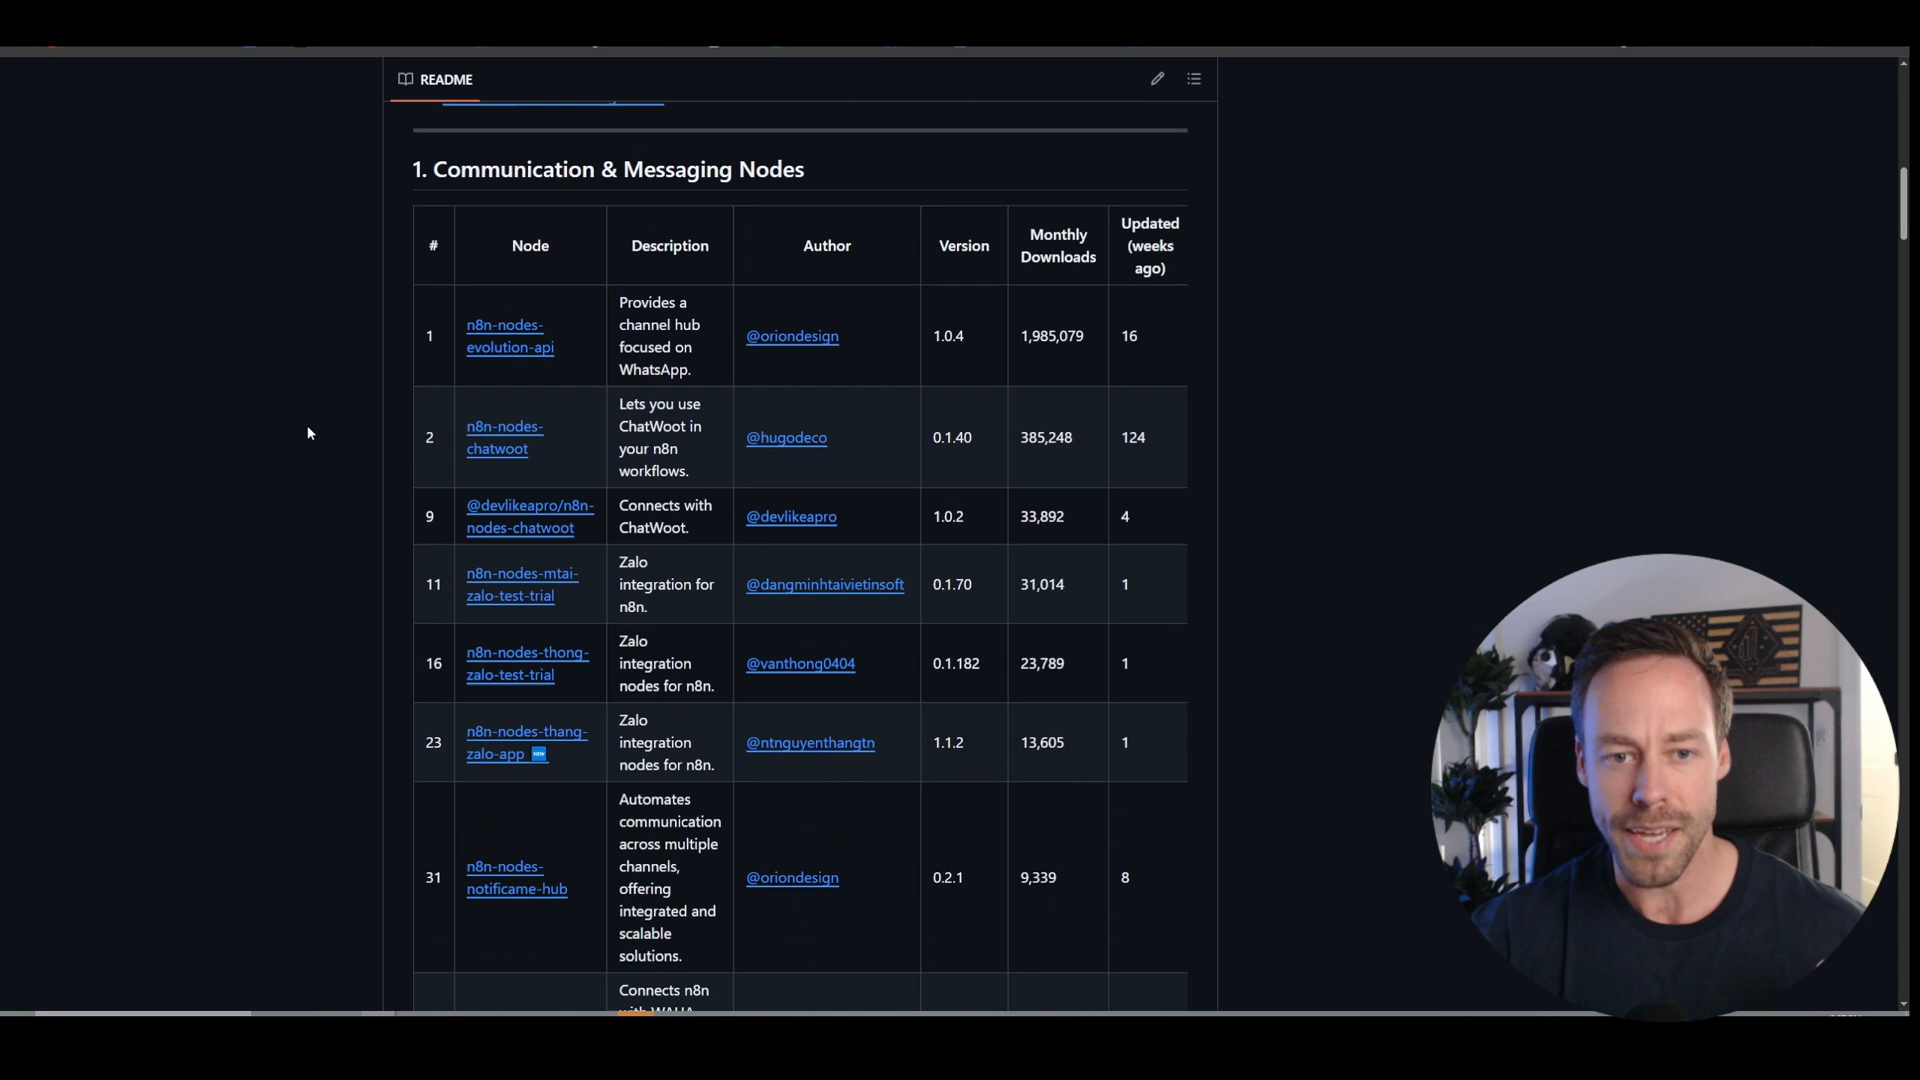 README
1. Communication & Messaging Nodes
#
Node
Description
Author
Version
Monthly
Downloads
Updated
(weeks
ago)
1
n8n-nodes-
evolution-api
Provides a
channel hub
focused on
WhatsApp.
@oriondesign
1.0.4
1,985,079
16
2
n8n-nodes-
chatwoot
Lets you use
ChatWoot in
your n8n
workflows.
@hugodeco
0.1.40
385,248
124
9
@devlikeapro/n8n-
nodes-chatwoot
Connects with
ChatWoot.
@devlikeapro
1.0.2
33,892
4
11
n8n-nodes-mtai-
zalo-test-trial
Zalo
integration for
n8n.
@dangminhtaivietinsoft
0.1.70
31,014
1
16
n8n-nodes-thong-
zalo-test-trial
Zalo
integration
nodes for n8n.
@vanthong0404
0.1.182
23,789
1
23
n8n-nodes-thang-
zalo-app NEW
Zalo
integration
nodes for n8n.
@ntnguyenthangtn
1.1.2
13,605
1
31
n8n-nodes-
notificame-hub
Automates
communication
across multiple
channels,
offering
integrated and
scalable
solutions.
@oriondesign
0.2.1
9,339
8
Connects n8n
with WAHA